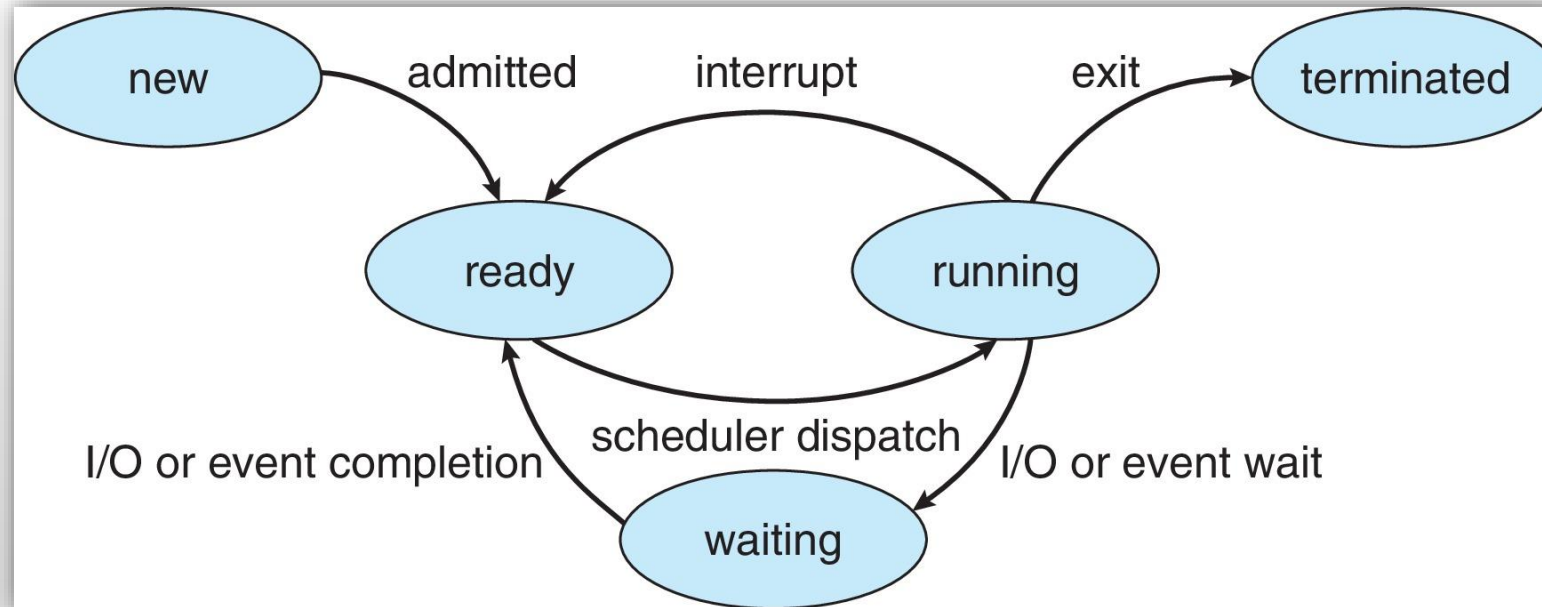 new
admitted
interrupt
exit
terminated
ready
running
I/O or event completion
scheduler dispatch
I/O or event wait
waiting